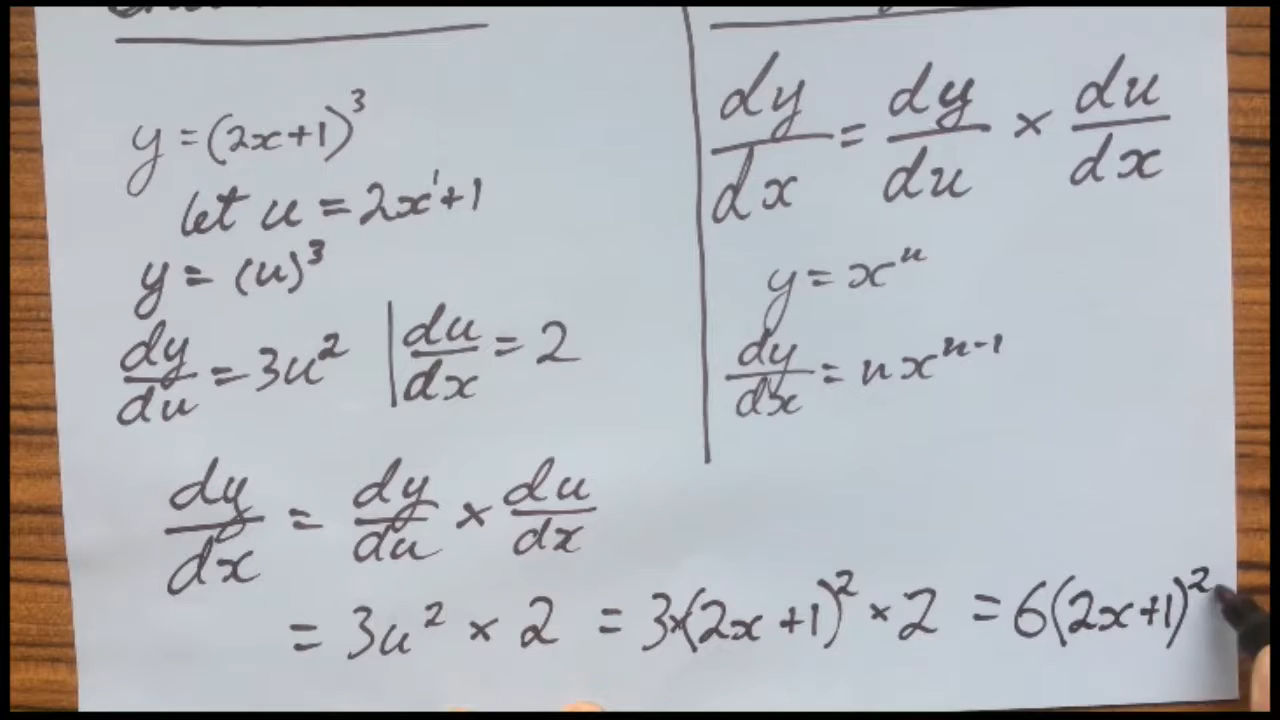 y = (2x+1)³
let u = 2x¹+1
y = (u)³
dy/du = 3u² | du/dx = 2
dy/dx = dy/du × du/dx
y = xⁿ
dy/dx = nxⁿ⁻¹
dy/dx = dy/du × du/dx
= 3u² × 2 = 3×(2x+1)² × 2 = 6(2x+1)²